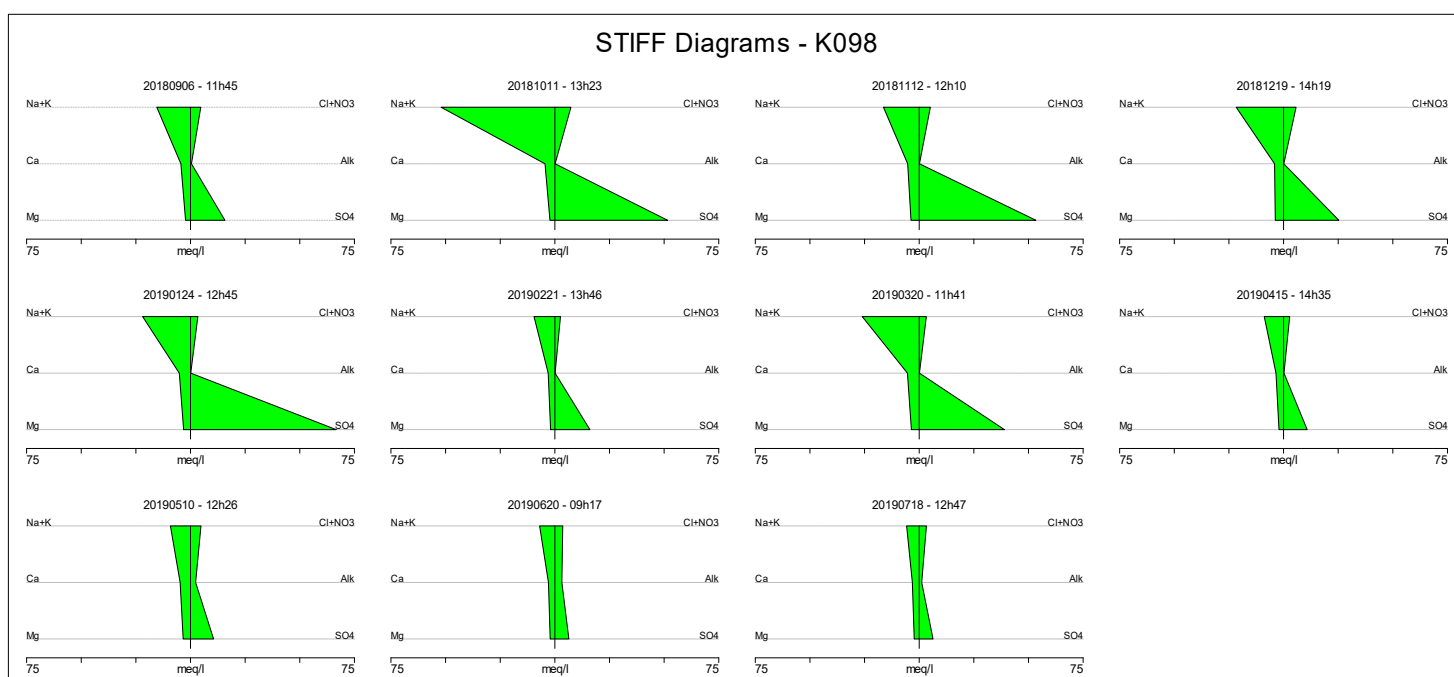 STIFF Diagrams - K098
20180906 - 11h45
Na+K Cl+NO3
Ca Alk
Mg SO4
75 meq/l 75
20181011 - 13h23
Na+K Cl+NO3
Ca Alk
Mg SO4
75 meq/l 75
20181112 - 12h10
Na+K Cl+NO3
Ca Alk
Mg SO4
75 meq/l 75
20181219 - 14h19
Na+K Cl+NO3
Ca Alk
Mg SO4
75 meq/l 75
20190124 - 12h45
Na+K Cl+NO3
Ca Alk
Mg SO4
75 meq/l 75
20190221 - 13h46
Na+K Cl+NO3
Ca Alk
Mg SO4
75 meq/l 75
20190320 - 11h41
Na+K Cl+NO3
Ca Alk
Mg SO4
75 meq/l 75
20190415 - 14h35
Na+K Cl+NO3
Ca Alk
Mg SO4
75 meq/l 75
20190510 - 12h26
Na+K Cl+NO3
Ca Alk
Mg SO4
75 meq/l 75
20190620 - 09h17
Na+K Cl+NO3
Ca Alk
Mg SO4
75 meq/l 75
20190718 - 12h47
Na+K Cl+NO3
Ca Alk
Mg SO4
75 meq/l 75